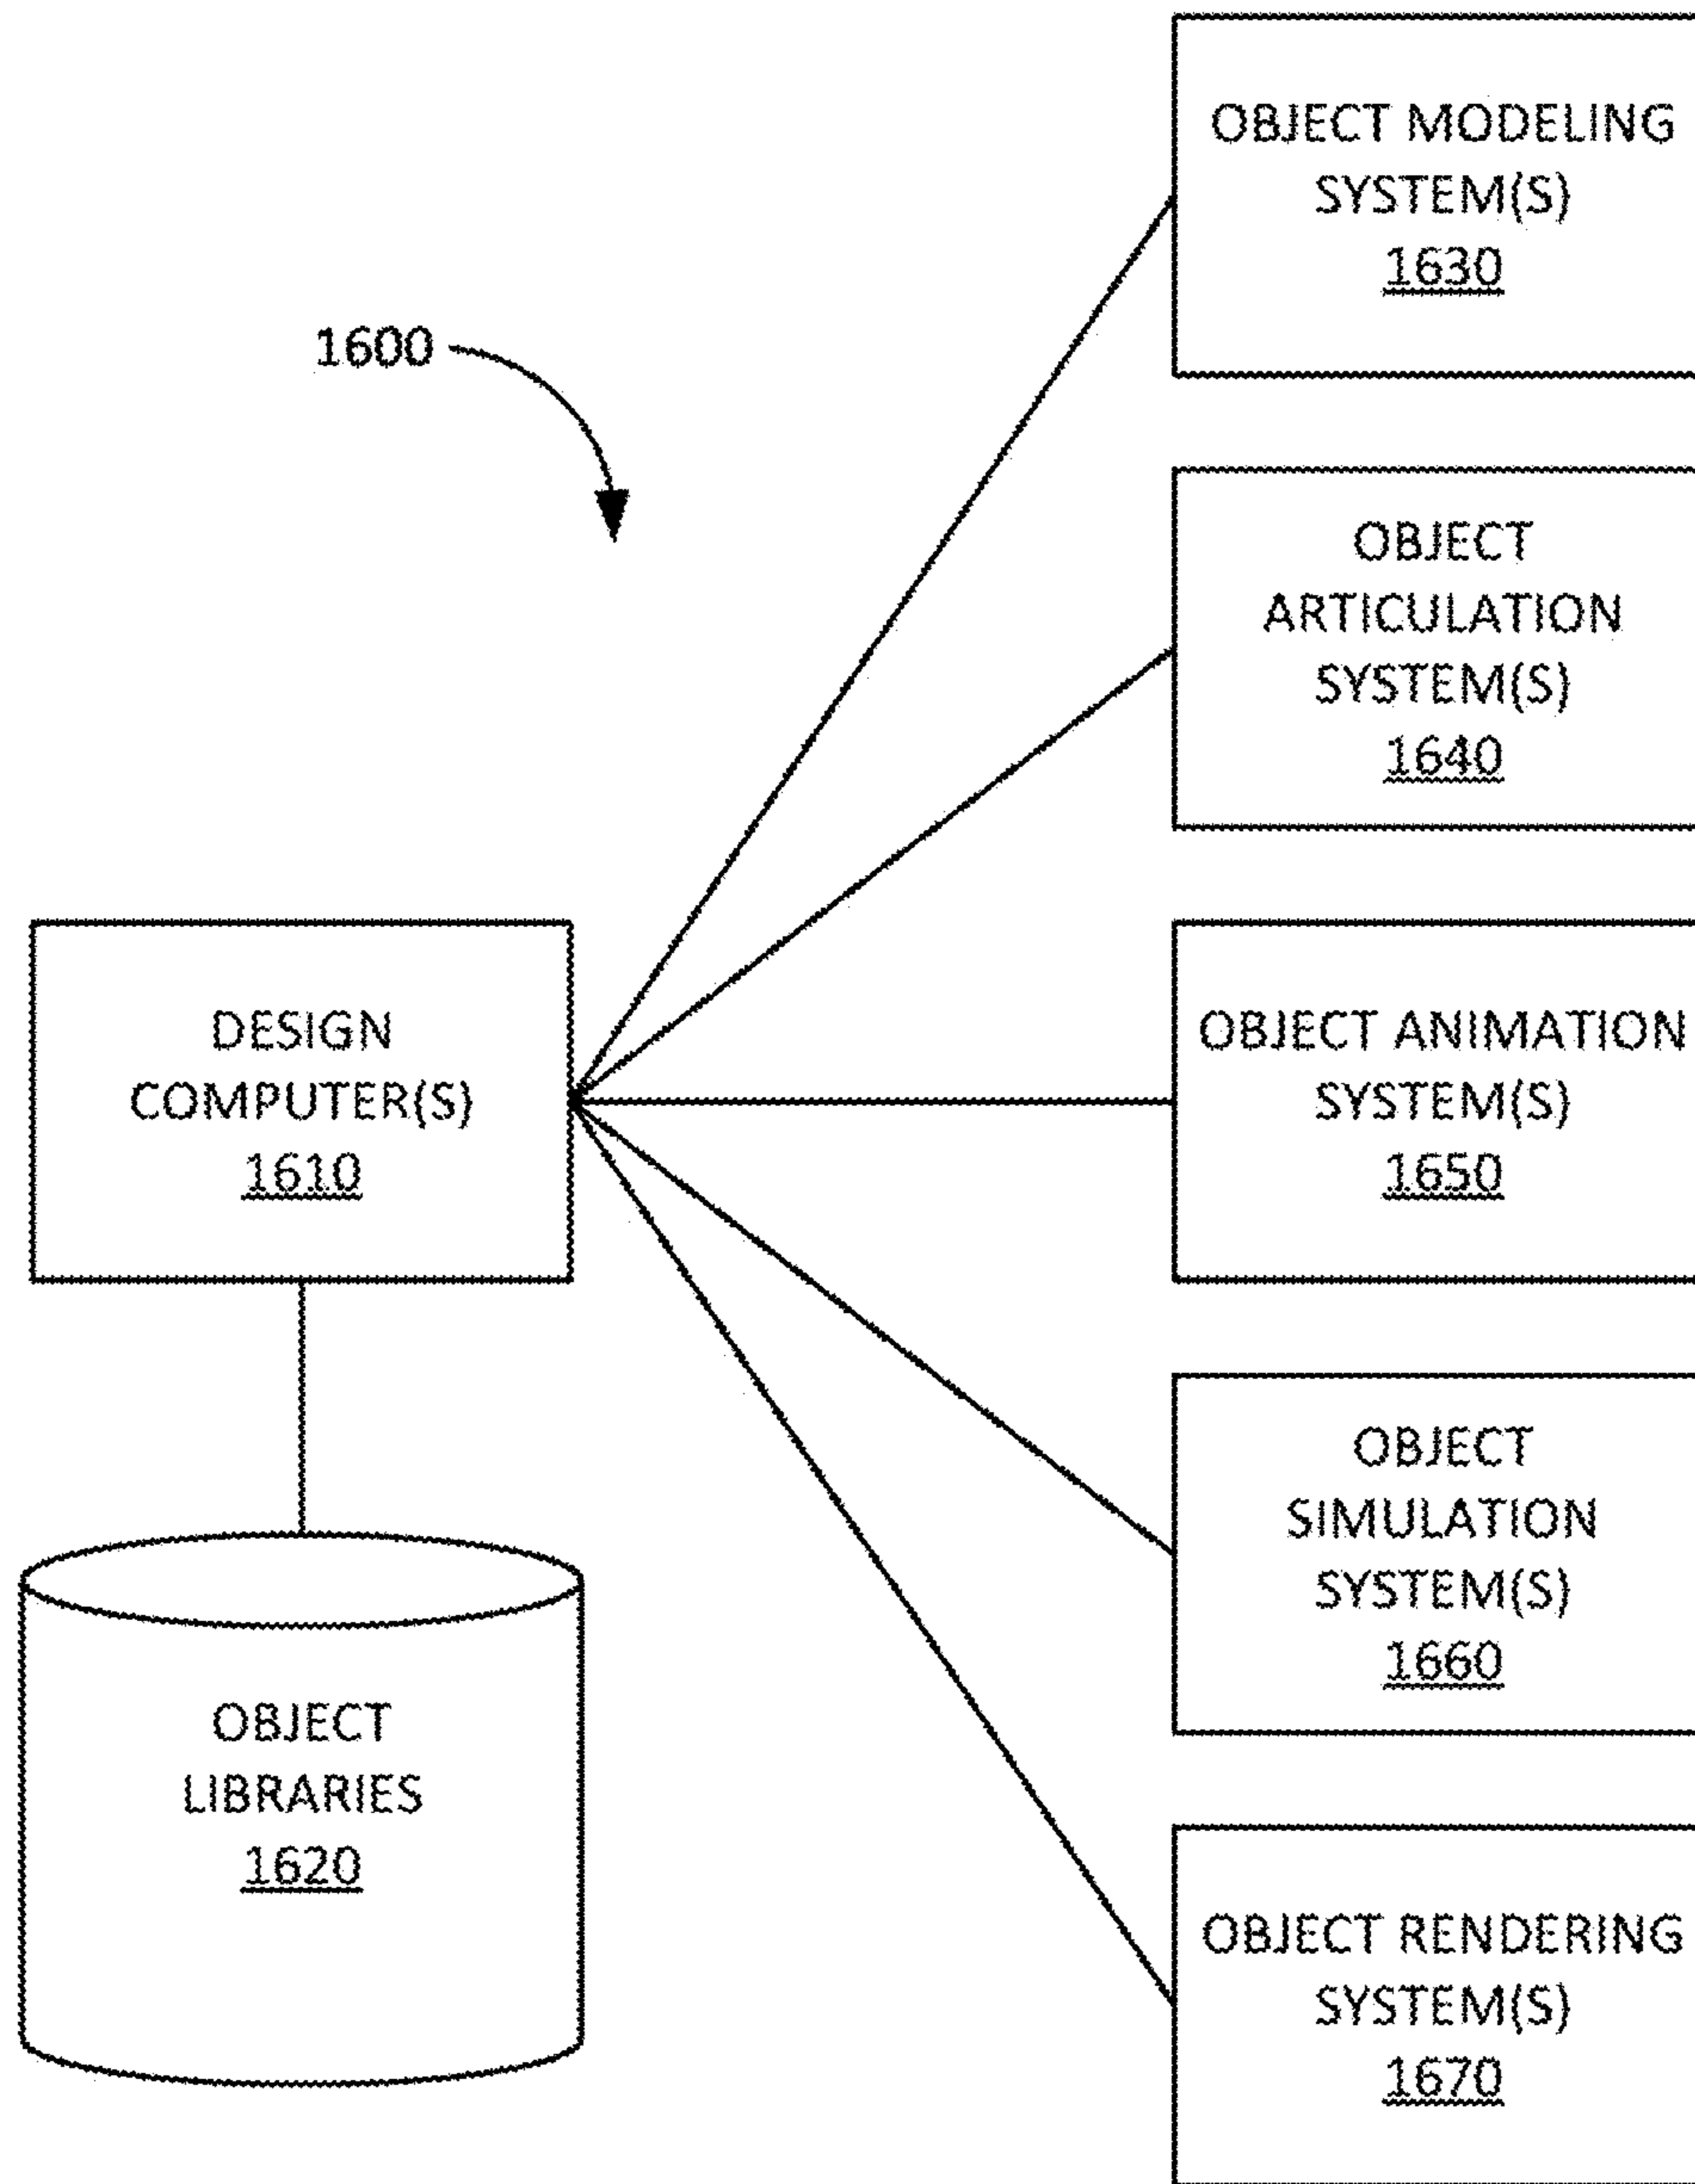 OBJECT MODELING
SYSTEM(S)
1630
1600
OBJECT
ARTICULATION
SYSTEM(S)
1640
DESIGN
COMPUTER(S)
1610
OBJECT ANIMATION
SYSTEM(S)
1650
OBJECT
SIMULATION
SYSTEM(S)
1660
OBJECT
LIBRARIES
1620
OBJECT RENDERING
SYSTEM(S)
1670